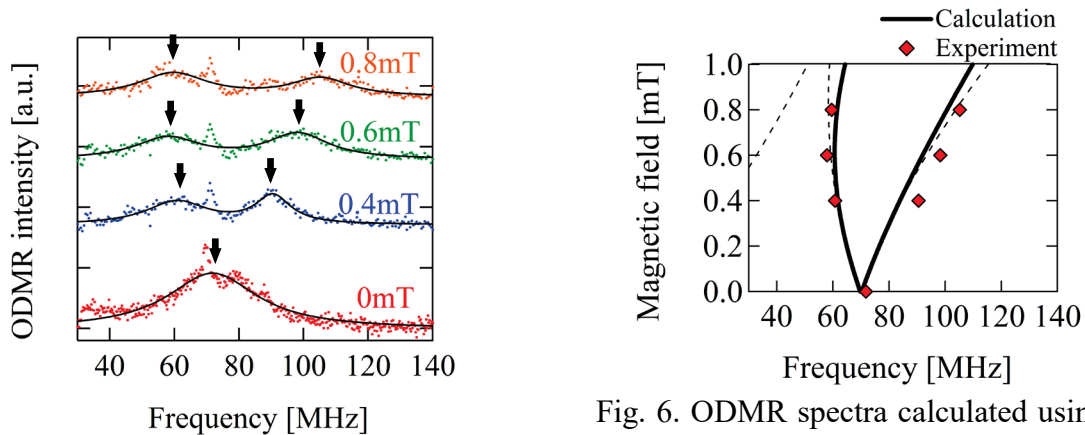 ODMR intensity [a.u.]
0.8mT
0.6mT
0.4mT
0mT
40 60 80 100 120 140
Frequency [MHz]
Calculation
Experiment
Magnetic field [mT]
1.0
0.8
0.6
0.4
0.2
0.0
40 60 80 100 120 140
Frequency [MHz]
Fig. 6. ODMR spectra calculated usin